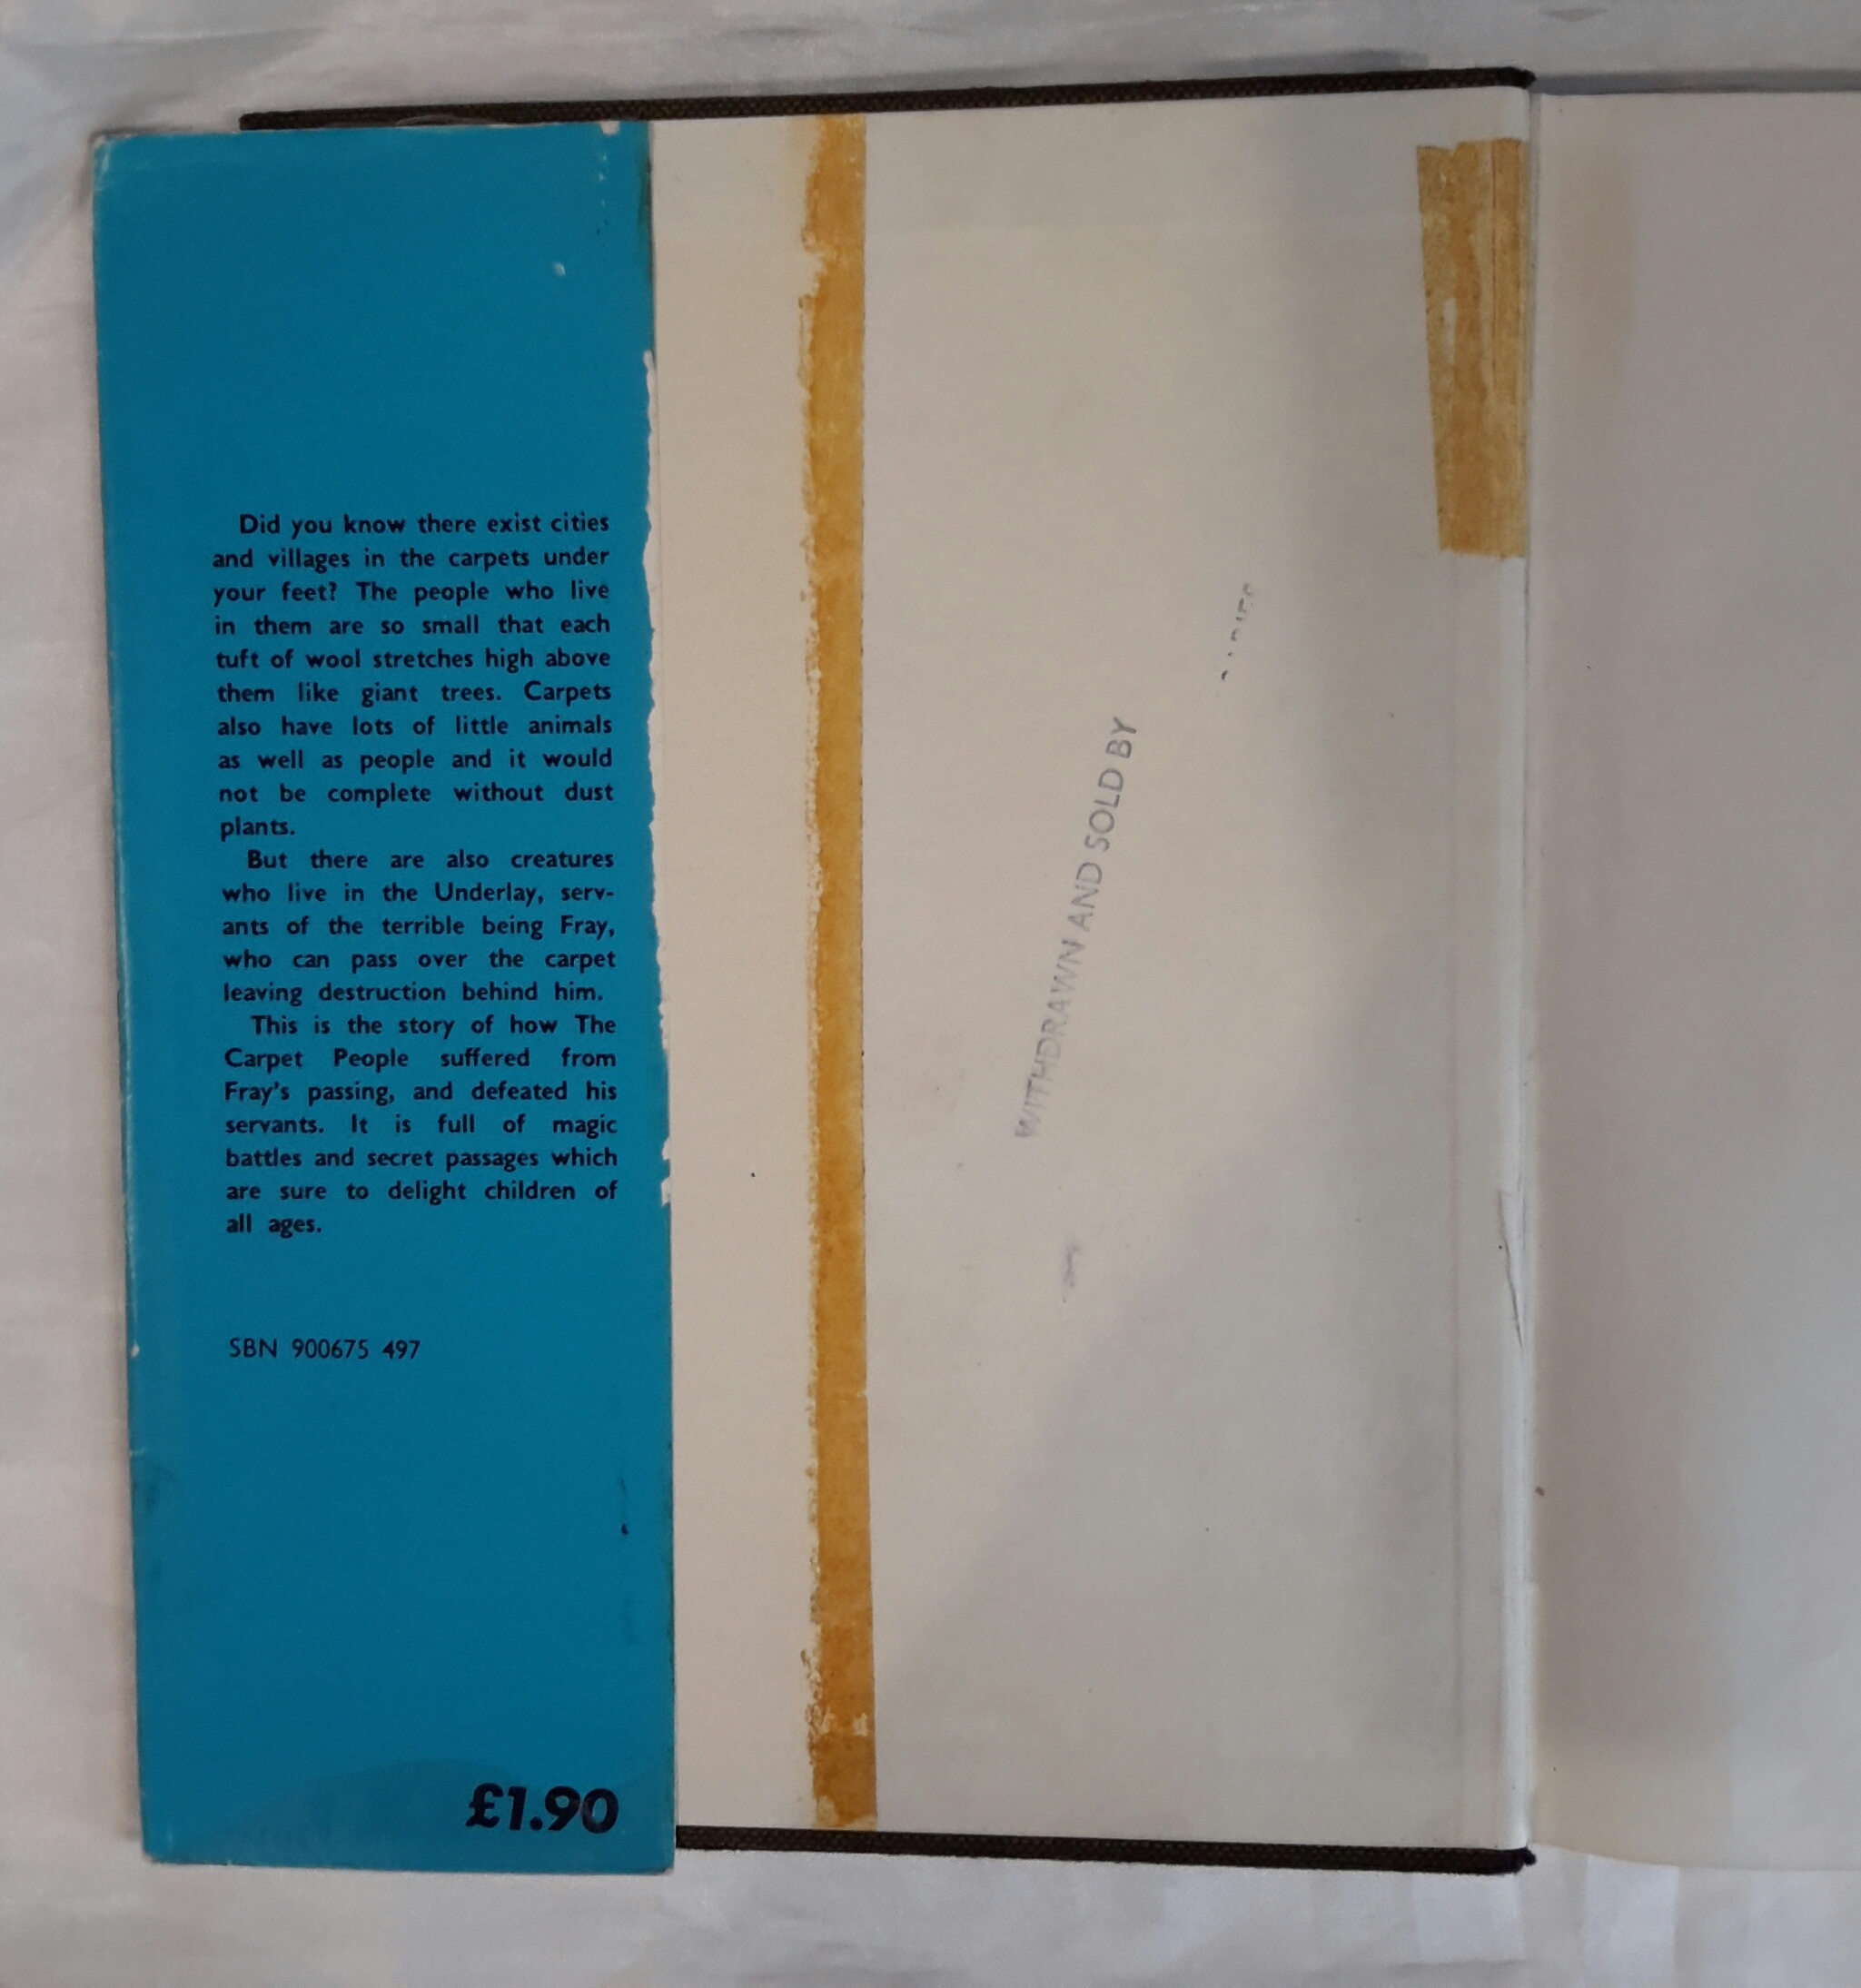 Did you know there exist cities
and villages in the carpets under
your feet? The people who live
in them are so small that each
tuft of wool stretches high above
them like giant trees. Carpets
also have lots of little animals
as well as people and it would
not be complete without dust
plants.
But there are also creatures
who live in the Underlay, serv-
ants of the terrible being Fray,
who can pass over the carpet
leaving destruction behind him.
This is the story of how The
Carpet People suffered from
Fray's passing, and defeated his
servants. It is full of magic
battles and secret passages which
are sure to delight children of
all ages.
SBN 900675 497
£1.90
WITHDRAWN AND SOLD BY